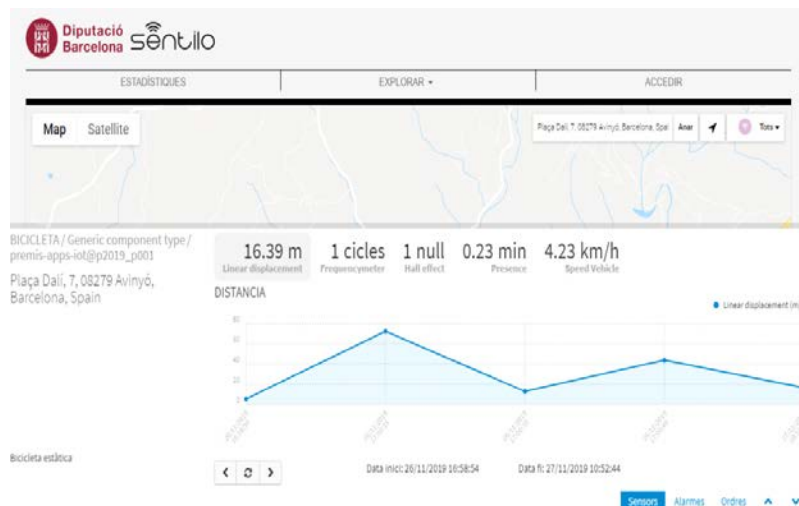 Diputació
Barcelona
sentilo
ESTADÍSTIQUES
EXPLORAR
ACCEDIR
Map
Satellite
Plaça Dalí, 7, 08279 Avinyó, Barcelona, Spai
Anar
Tots
BICICLETA / Generic component type /
premis-apps-iot@p2019_p001
Plaça Dalí, 7, 08279 Avinyó,
Barcelona, Spain
16.39 m
Linear displacement
1 cicles
Frequencymeter
1 null
Hall effect
0.23 min
Presence
4.23 km/h
Speed Vehicle
DISTANCIA
Linear displacement (m
80
60
40
20
0
Bicicleta estàtica
Data inici: 26/11/2019 16:58:54
Data fi: 27/11/2019 10:52:44
Sensors
Alarmes
Ordres